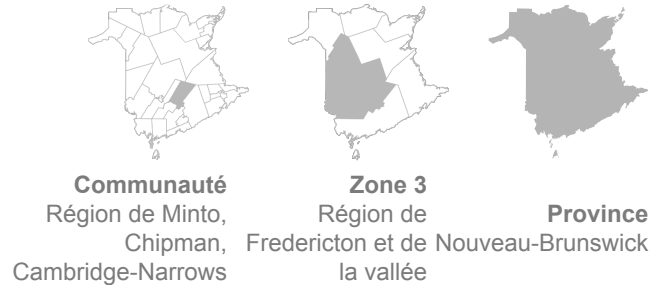 Communauté
Région de Minto,
Chipman,
Cambridge-Narrows
Zone 3
Région de
Fredericton et de
la vallée
Province
Nouveau-Brunswick